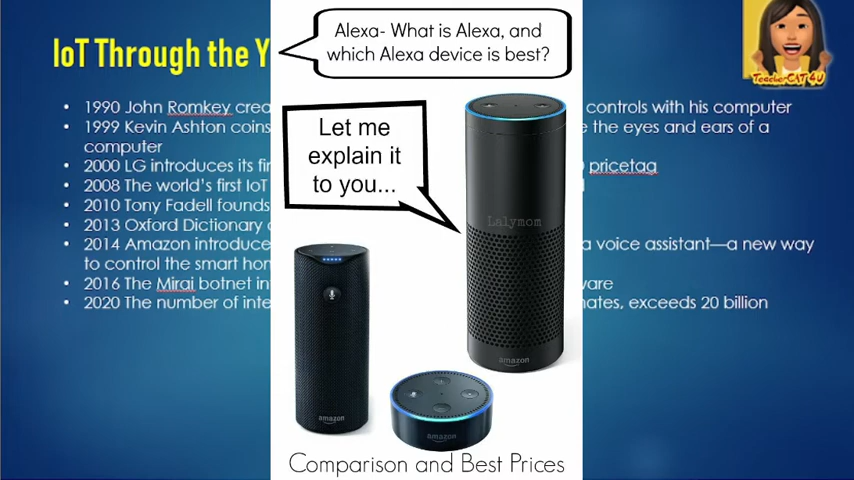 IoT Through the Y
TeacherCAT4U
1990 John Romkey crea
controls with his computer
1999 Kevin Ashton coins
the eyes and ears of a
computer
2000 LG introduces its fir
pricetag
2008 The world's first IoT
2010 Tony Fadell founds
2013 Oxford Dictionary
2014 Amazon introduce
a voice assistant—a new way
to control the smart hom
2016 The Mirai botnet in
ware
2020 The number of inte
mates, exceeds 20 billion
Alexa- What is Alexa, and
which Alexa device is best?
Let me
explain it
to you...
Lalymom
amazon
amazon
amazon
Comparison and Best Prices